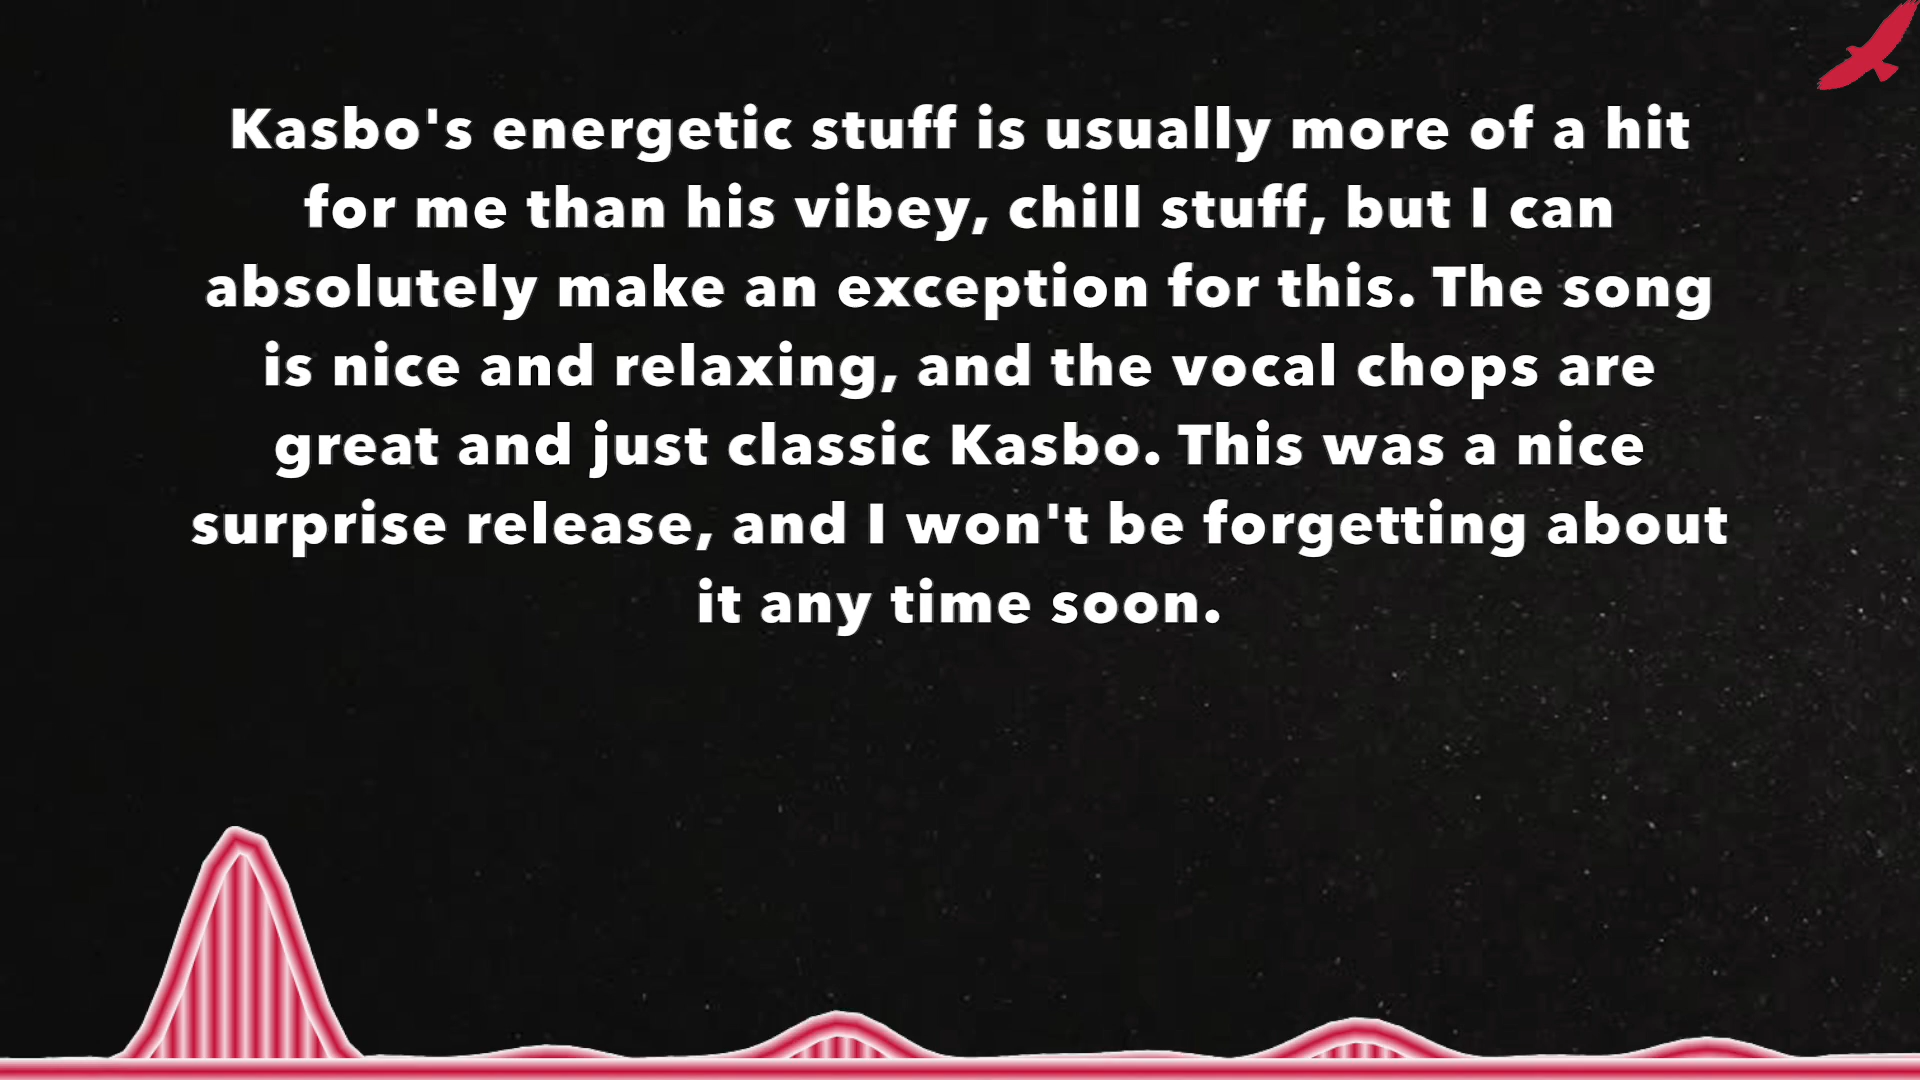 Kasbo's energetic stuff is usually more of a hit
for me than his vibey, chill stuff, but I can
absolutely make an exception for this. The song
is nice and relaxing, and the vocal chops are
great and just classic Kasbo. This was a nice
surprise release, and I won't be forgetting about
it any time soon.